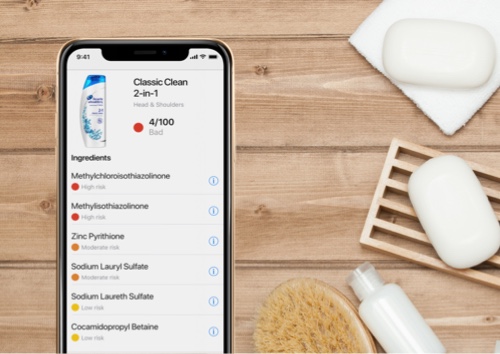 9:41
Classic Clean
2-in-1
Head & Shoulders
4/100
Bad
Ingredients
Methylchloroisothiazolinone
High risk
Methylisothiazolinone
High risk
Zinc Pyrithione
Moderate risk
Sodium Lauryl Sulfate
Moderate risk
Sodium Laureth Sulfate
Low risk
Cocamidopropyl Betaine
Low risk